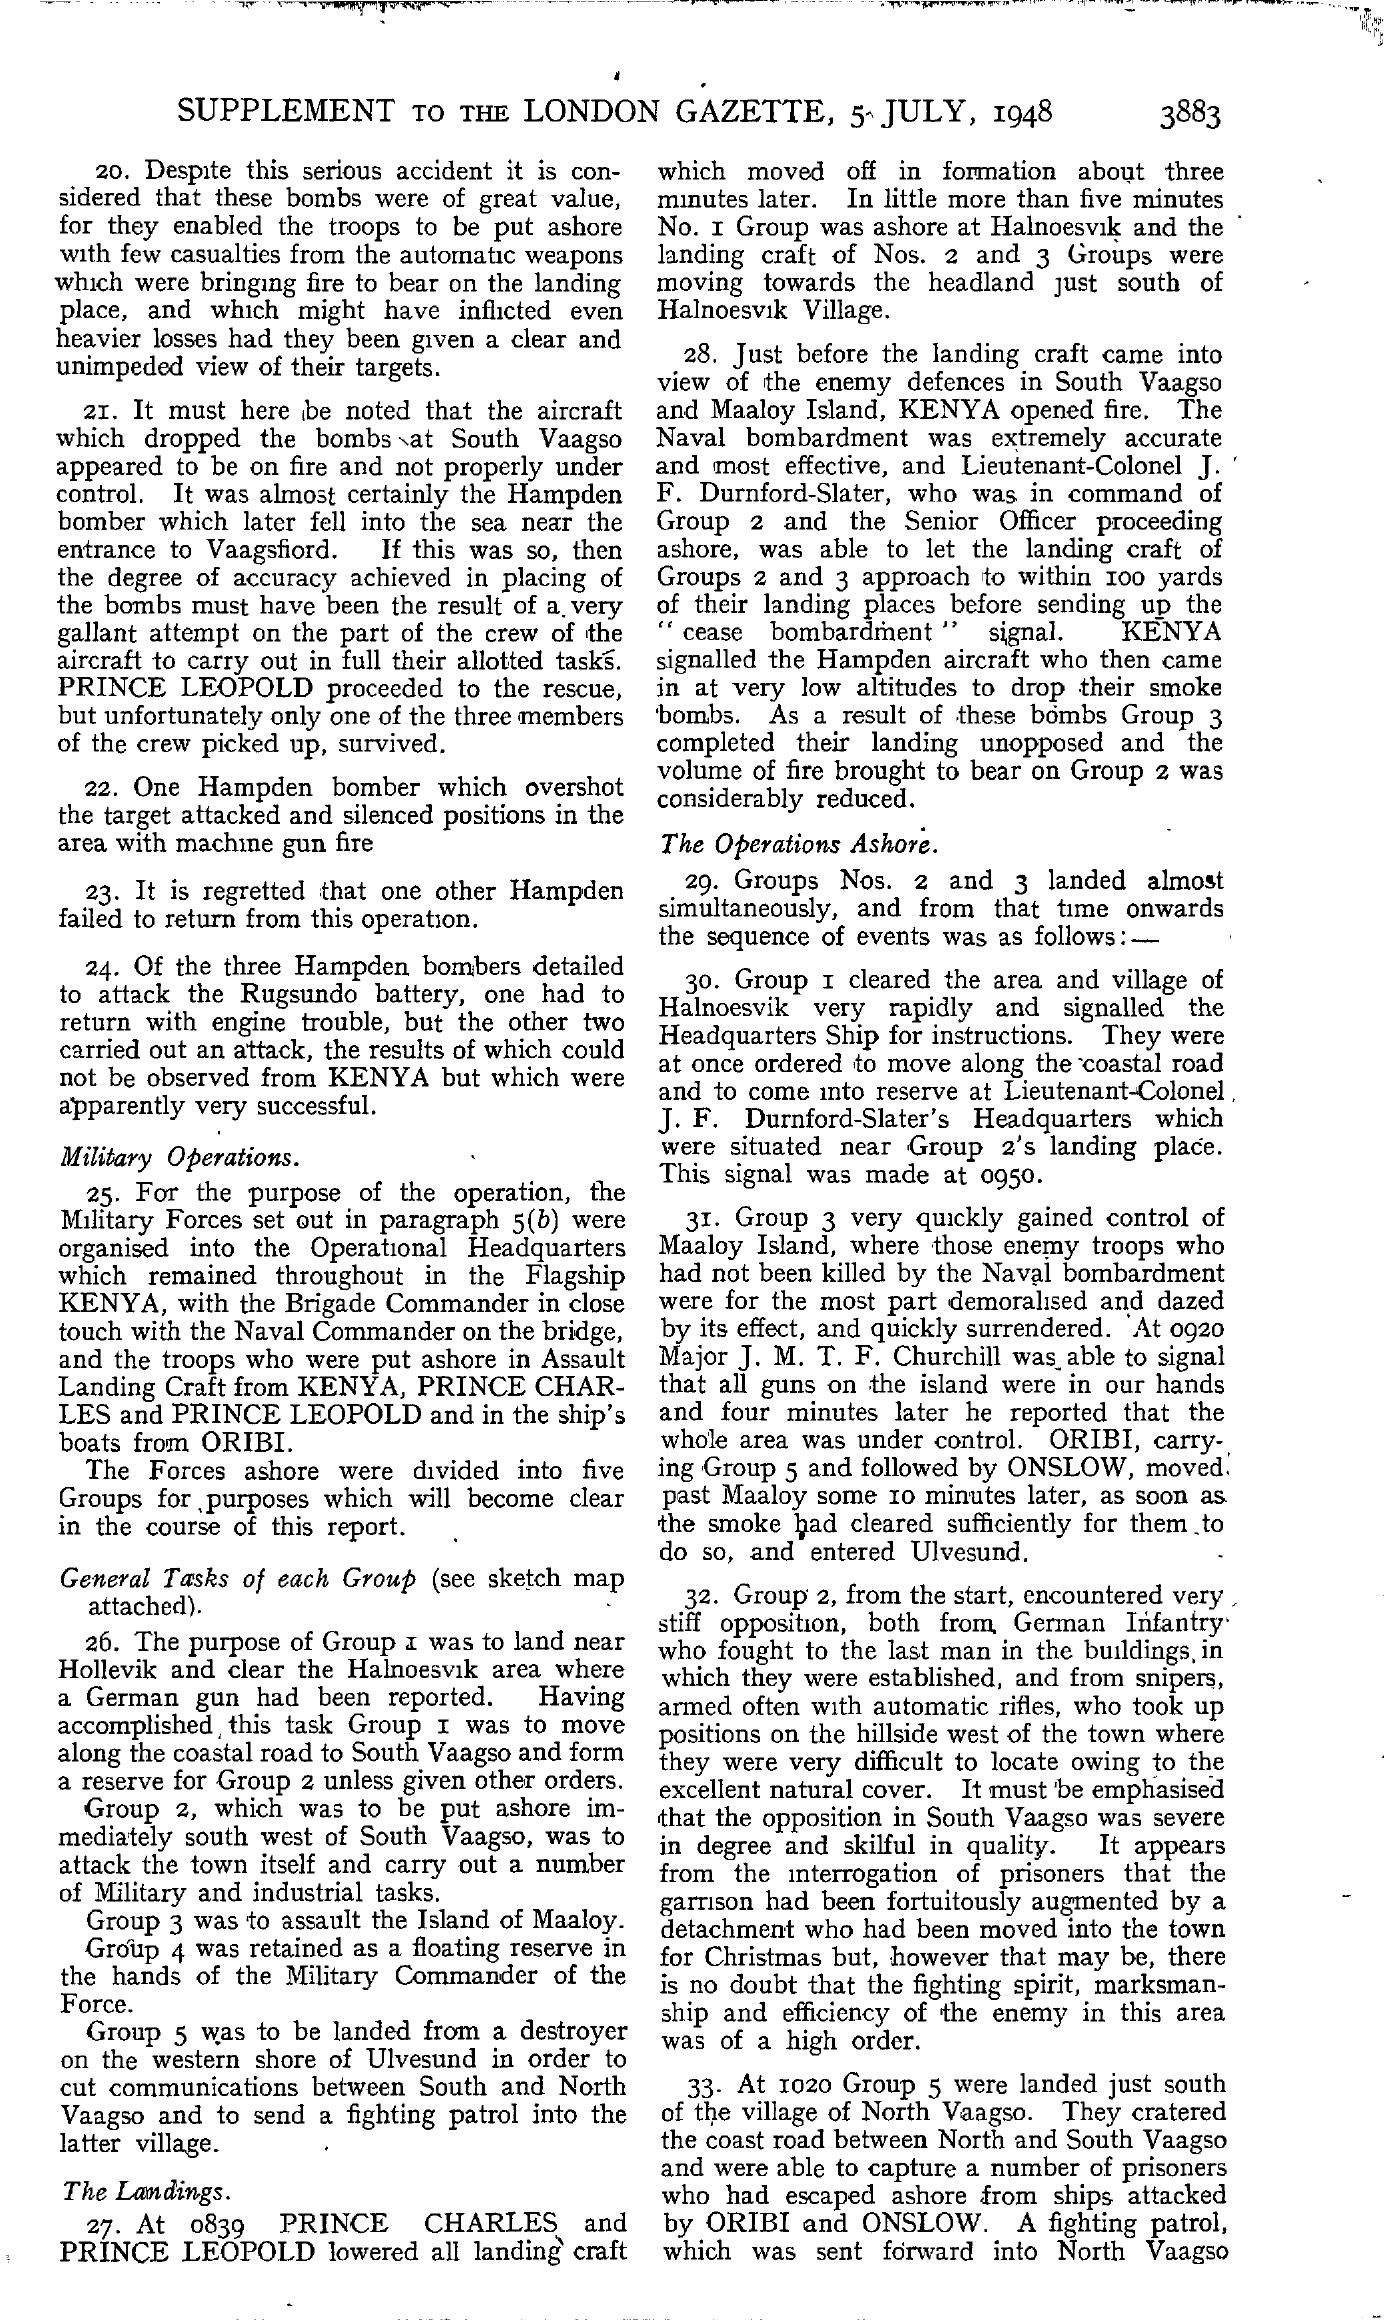 SUPPLEMENT TO THE LONDON GAZETTE, 5 JULY, 1948 3883
20. Despite this serious accident it is con-
sidered that these bombs were of great value,
for they enabled the troops to be put ashore
with few casualties from the automatic weapons
which were bringing fire to bear on the landing
place, and which might have inflicted even
heavier losses had they been given a clear and
unimpeded view of their targets.
21. It must here be noted that the aircraft
which dropped the bombs at South Vaagso
appeared to be on fire and not properly under
control. It was almost certainly the Hampden
bomber which later fell into the sea near the
entrance to Vaagsfiord. If this was so, then
the degree of accuracy achieved in placing of
the bombs must have been the result of a very
gallant attempt on the part of the crew of the
aircraft to carry out in full their allotted tasks.
PRINCE LEOPOLD proceeded to the rescue,
but unfortunately only one of the three members
of the crew picked up, survived.
22. One Hampden bomber which overshot
the target attacked and silenced positions in the
area with machine gun fire
23. It is regretted that one other Hampden
failed to return from this operation.
24. Of the three Hampden bombers detailed
to attack the Rugsundo battery, one had to
return with engine trouble, but the other two
carried out an attack, the results of which could
not be observed from KENYA but which were
apparently very successful.
Military Operations.
25. For the purpose of the operation, the
Military Forces set out in paragraph 5(b) were
organised into the Operational Headquarters
which remained throughout in the Flagship
KENYA, with the Brigade Commander in close
touch with the Naval Commander on the bridge,
and the troops who were put ashore in Assault
Landing Craft from KENYA, PRINCE CHAR-
LES and PRINCE LEOPOLD and in the ship's
boats from ORIBI.
The Forces ashore were divided into five
Groups for purposes which will become clear
in the course of this report.
General Tasks of each Group (see sketch map
attached).
26. The purpose of Group 1 was to land near
Hollevik and clear the Halnoesvik area where
a German gun had been reported. Having
accomplished this task Group 1 was to move
along the coastal road to South Vaagso and form
a reserve for Group 2 unless given other orders.
Group 2, which was to be put ashore im-
mediately south west of South Vaagso, was to
attack the town itself and carry out a number
of Military and industrial tasks.
Group 3 was to assault the Island of Maaloy.
Group 4 was retained as a floating reserve in
the hands of the Military Commander of the
Force.
Group 5 was to be landed from a destroyer
on the western shore of Ulvesund in order to
cut communications between South and North
Vaagso and to send a fighting patrol into the
latter village.
The Landings.
27. At 0839 PRINCE CHARLES and
PRINCE LEOPOLD lowered all landing craft
which moved off in formation about three
minutes later. In little more than five minutes
No. 1 Group was ashore at Halnoesvik and the
landing craft of Nos. 2 and 3 Groups were
moving towards the headland just south of
Halnoesvik Village.
28. Just before the landing craft came into
view of the enemy defences in South Vaagso
and Maaloy Island, KENYA opened fire. The
Naval bombardment was extremely accurate
and most effective, and Lieutenant-Colonel J.
F. Durnford-Slater, who was in command of
Group 2 and the Senior Officer proceeding
ashore, was able to let the landing craft of
Groups 2 and 3 approach to within 100 yards
of their landing places before sending up the
" cease bombardment " signal. KENYA
signalled the Hampden aircraft who then came
in at very low altitudes to drop their smoke
bombs. As a result of these bombs Group 3
completed their landing unopposed and the
volume of fire brought to bear on Group 2 was
considerably reduced.
The Operations Ashore.
29. Groups Nos. 2 and 3 landed almost
simultaneously, and from that time onwards
the sequence of events was as follows:—
30. Group 1 cleared the area and village of
Halnoesvik very rapidly and signalled the
Headquarters Ship for instructions. They were
at once ordered to move along the coastal road
and to come into reserve at Lieutenant-Colonel
J. F. Durnford-Slater's Headquarters which
were situated near Group 2's landing place.
This signal was made at 0950.
31. Group 3 very quickly gained control of
Maaloy Island, where those enemy troops who
had not been killed by the Naval bombardment
were for the most part demoralised and dazed
by its effect, and quickly surrendered. At 0920
Major J. M. T. F. Churchill was able to signal
that all guns on the island were in our hands
and four minutes later he reported that the
whole area was under control. ORIBI, carry-
ing Group 5 and followed by ONSLOW, moved
past Maaloy some 10 minutes later, as soon as
the smoke had cleared sufficiently for them to
do so, and entered Ulvesund.
32. Group 2, from the start, encountered very
stiff opposition, both from German Infantry
who fought to the last man in the buildings in
which they were established, and from snipers,
armed often with automatic rifles, who took up
positions on the hillside west of the town where
they were very difficult to locate owing to the
excellent natural cover. It must be emphasised
that the opposition in South Vaagso was severe
in degree and skilful in quality. It appears
from the interrogation of prisoners that the
garrison had been fortuitously augmented by a
detachment who had been moved into the town
for Christmas but, however that may be, there
is no doubt that the fighting spirit, marksman-
ship and efficiency of the enemy in this area
was of a high order.
33. At 1020 Group 5 were landed just south
of the village of North Vaagso. They cratered
the coast road between North and South Vaagso
and were able to capture a number of prisoners
who had escaped ashore from ships attacked
by ORIBI and ONSLOW. A fighting patrol,
which was sent forward into North Vaagso